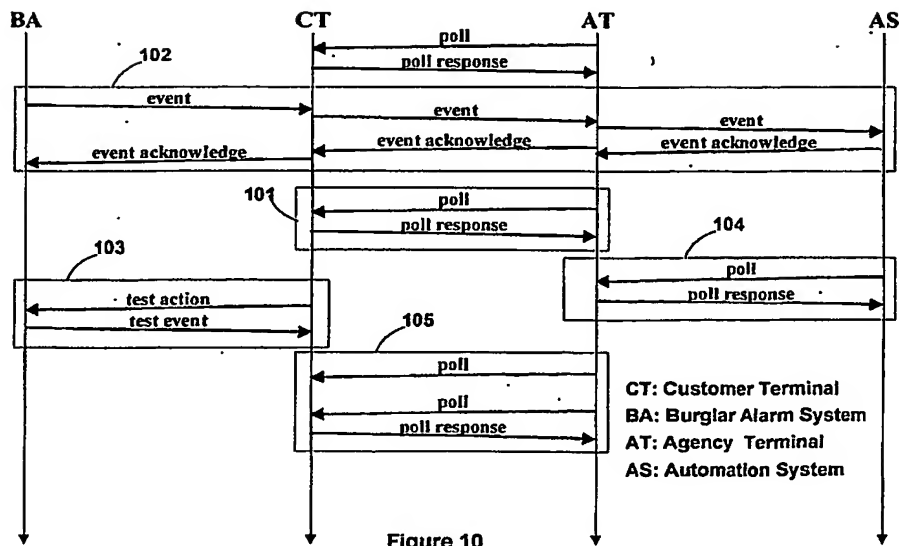 BA CT AT AS
poll
poll response
102
event
event
event
event acknowledge
event acknowledge
event acknowledge
101
poll
poll response
104
poll
poll response
103
test action
test event
105
poll
poll
poll response
CT: Customer Terminal
BA: Burglar Alarm System
AT: Agency Terminal
AS: Automation System
Figure 10